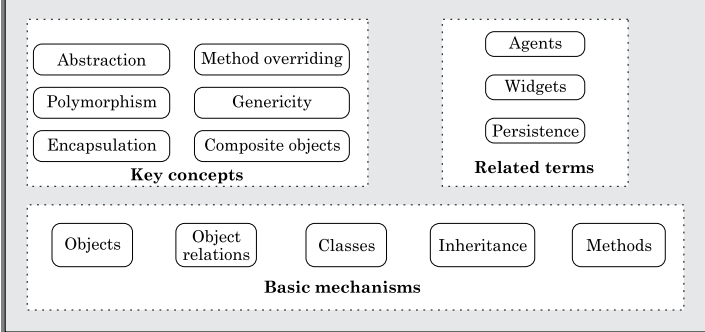 Abstraction
Method overriding
Polymorphism
Genericity
Encapsulation
Composite objects
Key concepts
Agents
Widgets
Persistence
Related terms
Objects
Object
relations
Classes
Inheritance
Methods
Basic mechanisms